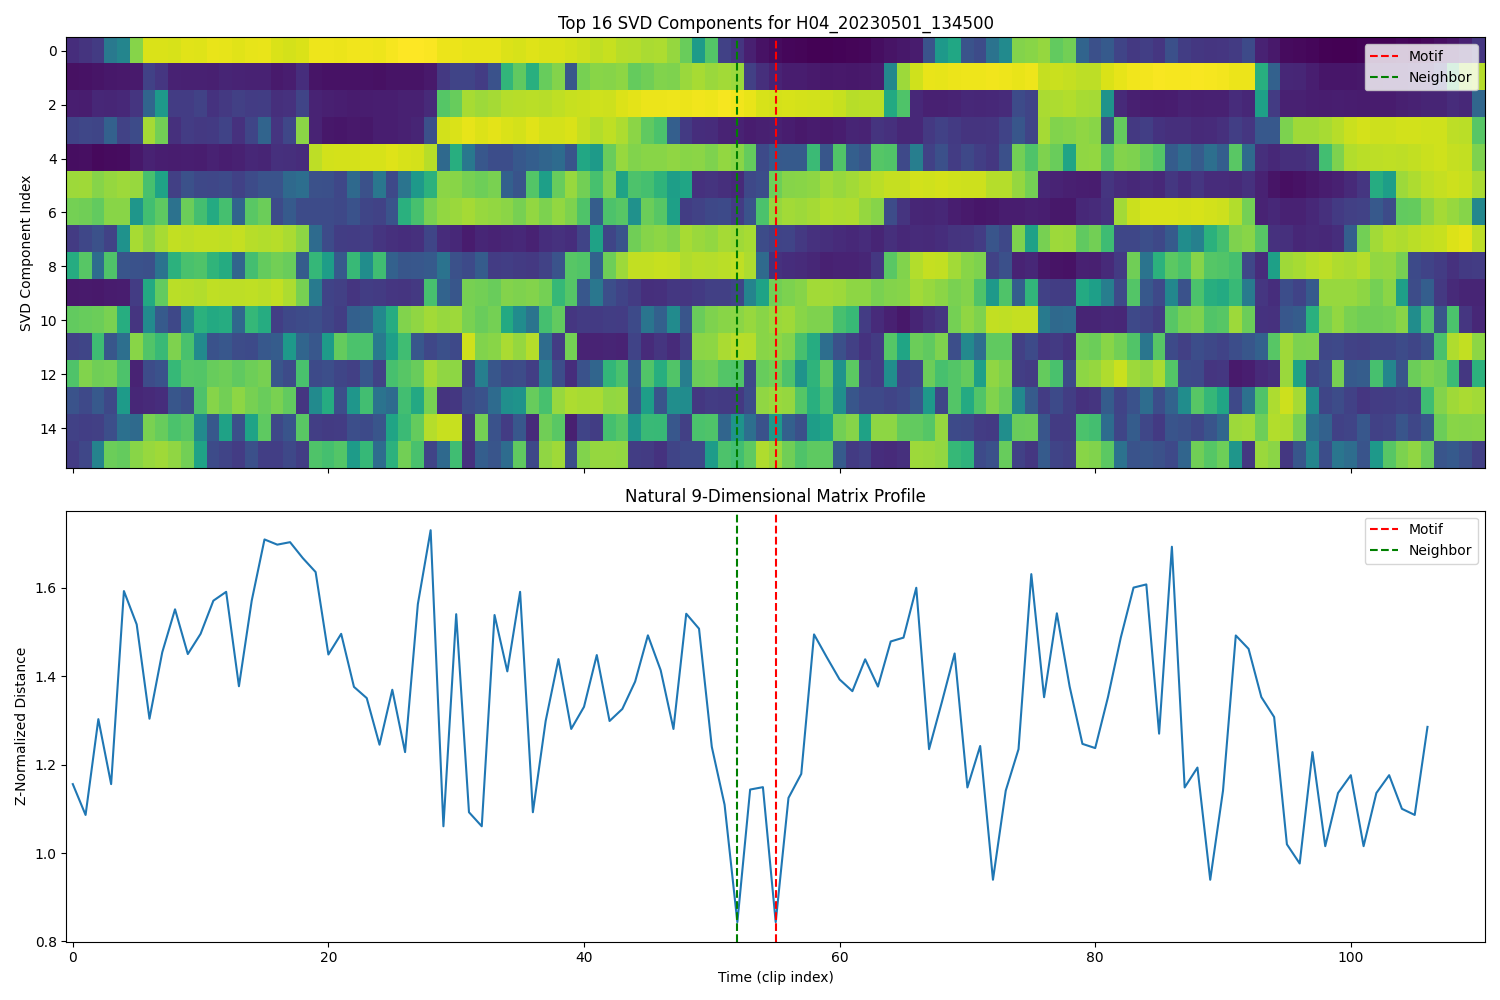 Top 16 SVD Components for H04_20230501_134500
Motif
Neighbor
SVD Component Index
0
2
4
6
8
10
12
14
Natural 9-Dimensional Matrix Profile
Motif
Neighbor
Z-Normalized Distance
1.6
1.4
1.2
1.0
0.8
0 20 40 60 80 100
Time (clip index)